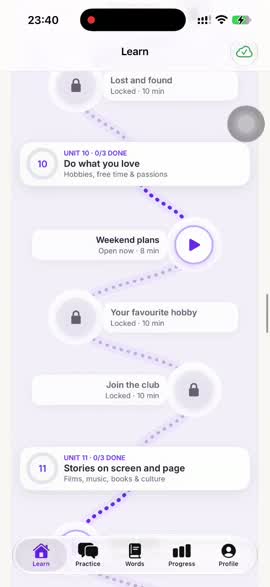 23:40
Learn
Lost and found
Locked · 10 min
UNIT 10 · 0/3 DONE
10
Do what you love
Hobbies, free time & passions
Weekend plans
Open now · 8 min
Your favourite hobby
Locked · 10 min
Join the club
Locked · 10 min
UNIT 11 · 0/3 DONE
11
Stories on screen and page
Films, music, books & culture
Learn
Practice
Words
Progress
Profile